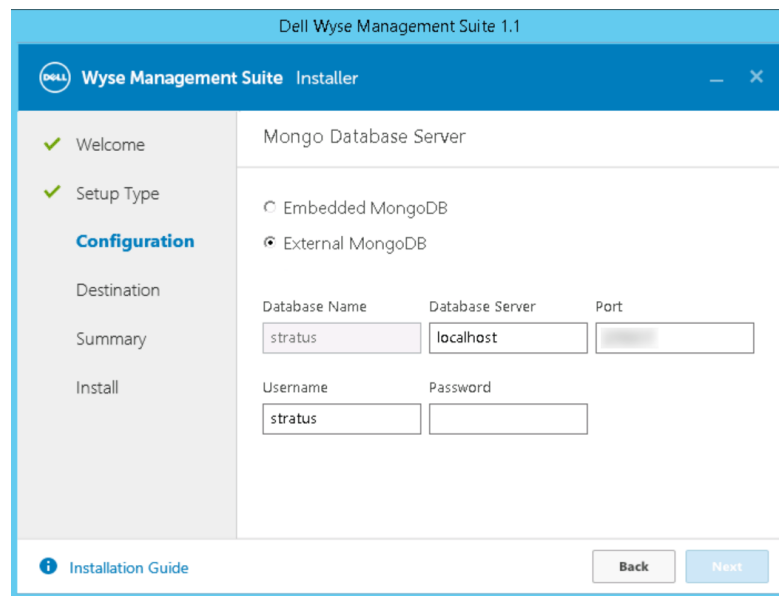 Dell Wyse Management Suite 1.1
DELL Wyse Management Suite Installer
Welcome
Setup Type
Configuration
Destination
Summary
Install
Mongo Database Server
Embedded MongoDB
External MongoDB
Database Name Database Server Port
stratus localhost
Username Password
stratus
Installation Guide
Back Next